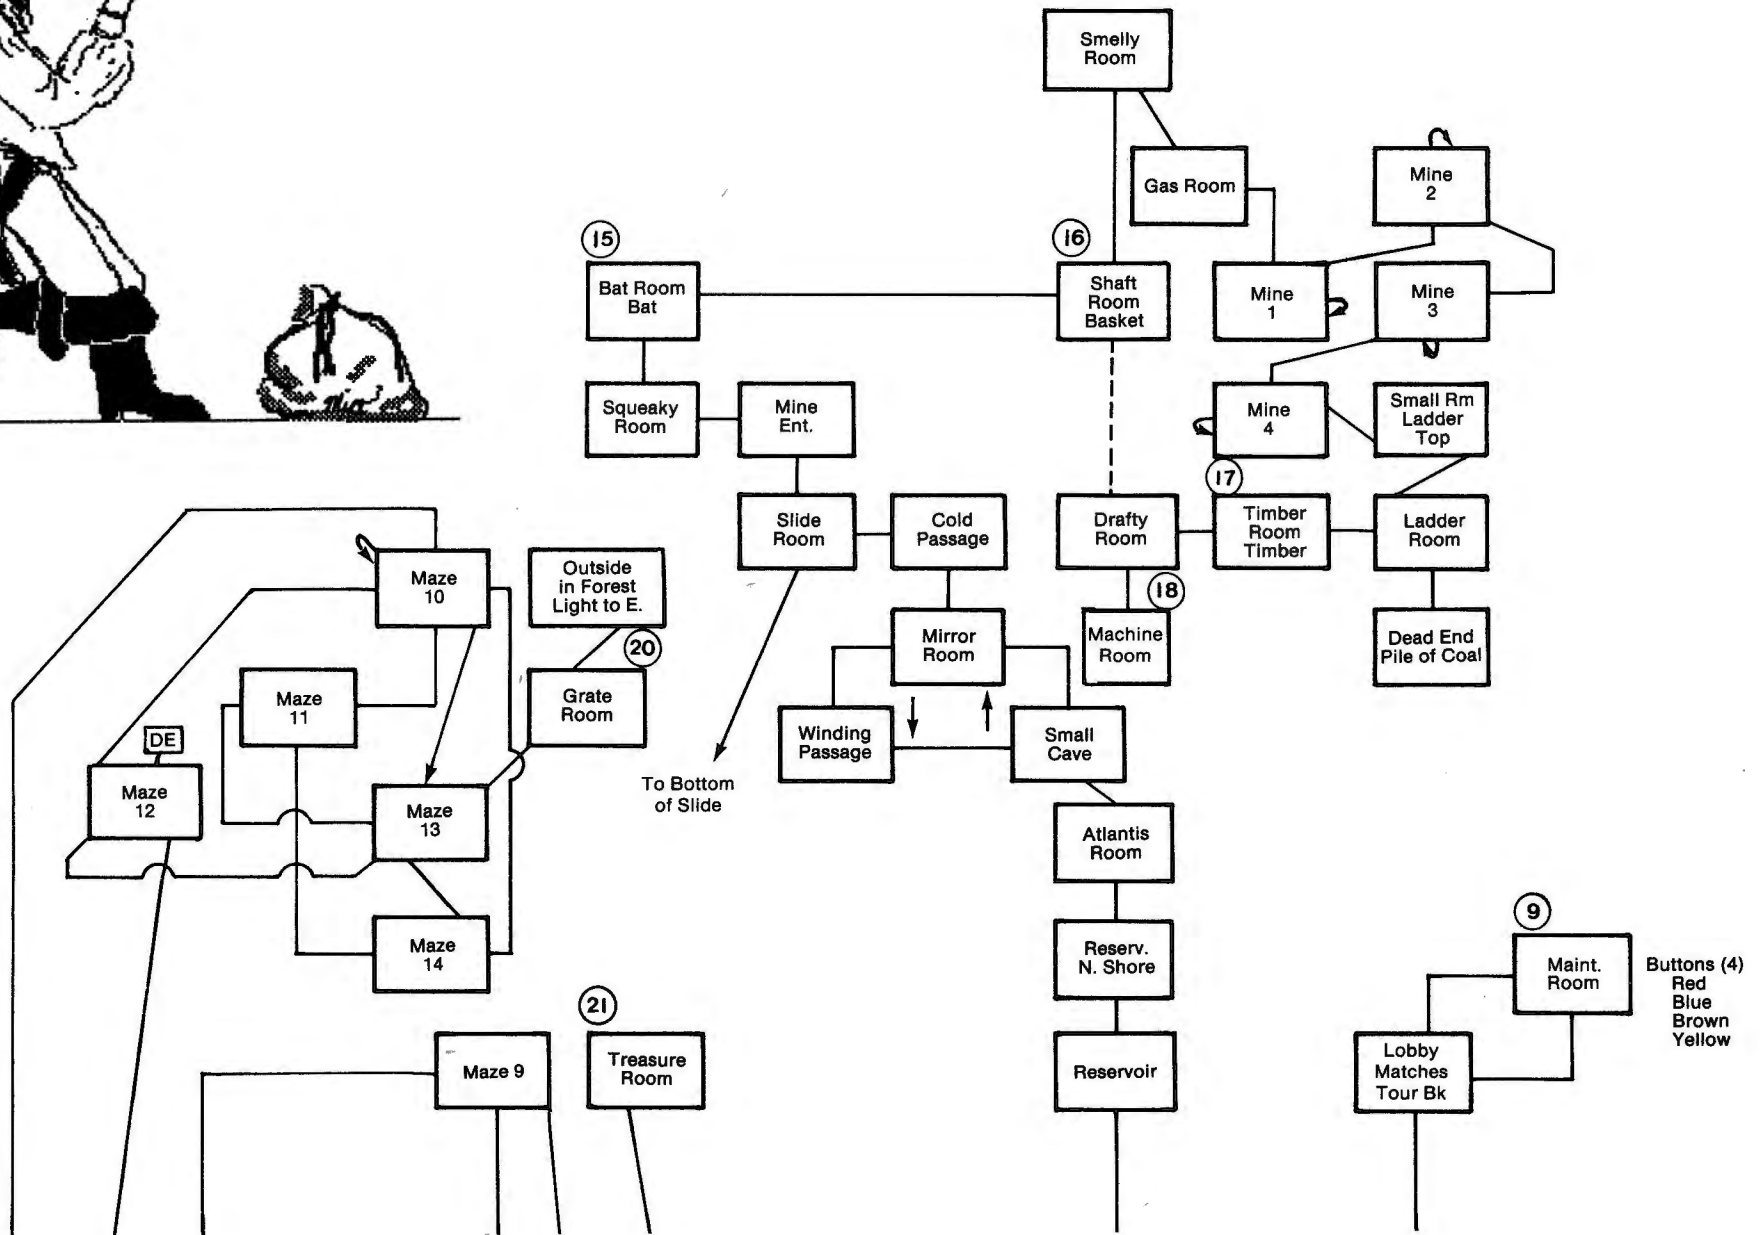 Smelly
Room
Gas Room
Mine
2
15
16
Bat Room
Bat
Shaft
Room
Basket
Mine
1
Mine
3
Squeaky
Room
Mine
Ent.
Mine
4
Small Rm
Ladder
Top
17
Slide
Room
Cold
Passage
Drafty
Room
Timber
Room
Timber
Ladder
Room
Maze
10
Outside
in Forest
Light to E.
18
20
Mirror
Room
Machine
Room
Dead End
Pile of Coal
Maze
11
Grate
Room
DE
Winding
Passage
Small
Cave
To Bottom
of Slide
Maze
12
Maze
13
Atlantis
Room
Maze
14
Reserv.
N. Shore
9
Maint.
Room
Buttons (4)
Red
Blue
Brown
Yellow
21
Maze 9
Treasure
Room
Reservoir
Lobby
Matches
Tour Bk